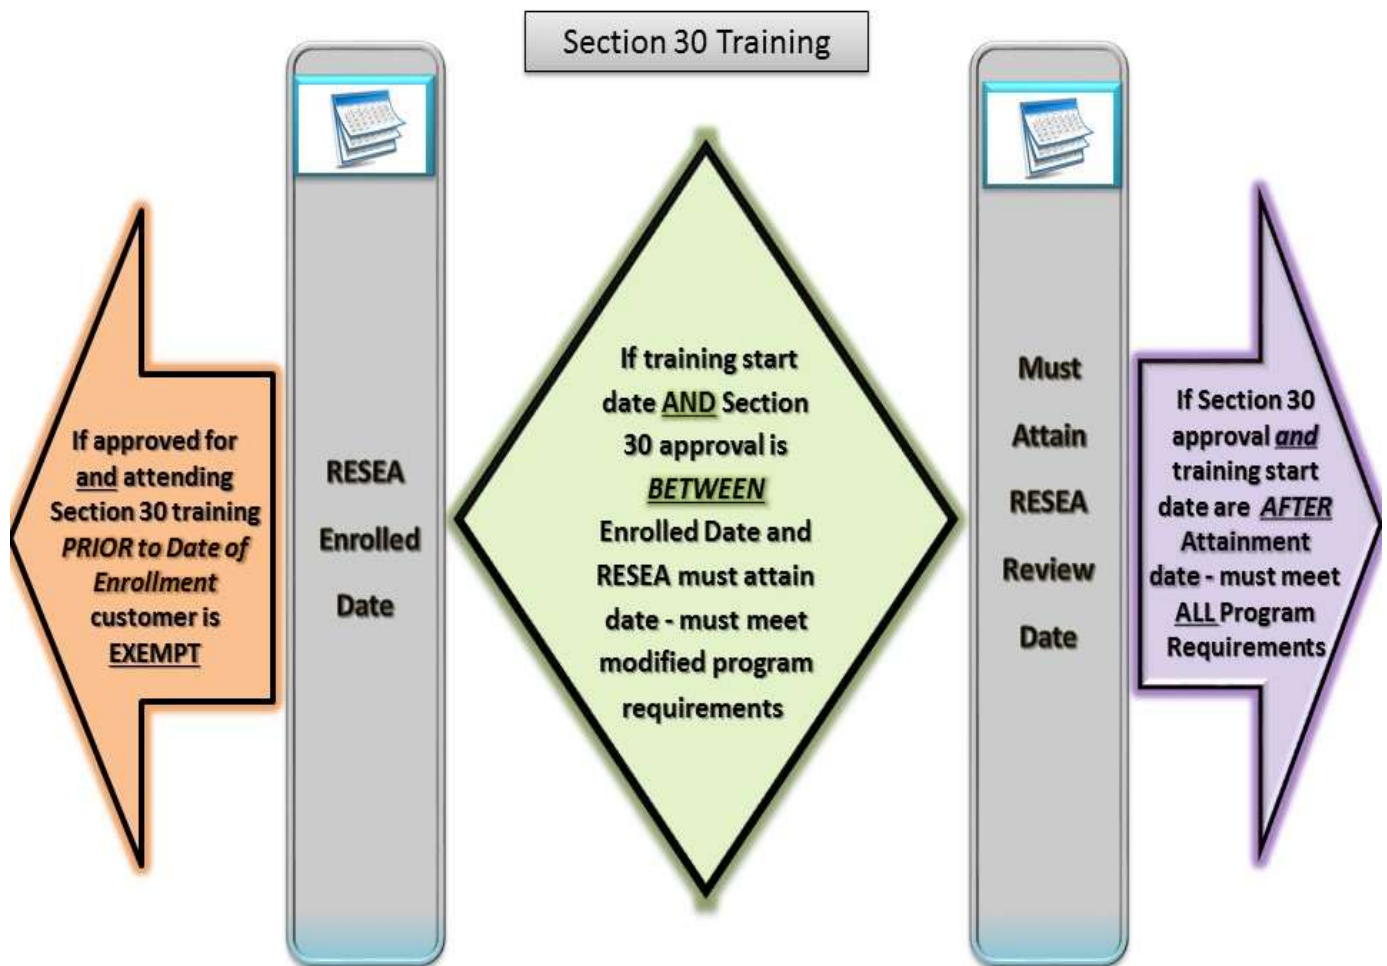 Section 30 Training
If approved for
and attending
Section 30 training
PRIOR to Date of
Enrollment
customer is
EXEMPT
RESEA
Enrolled
Date
If training start
date AND Section
30 approval is
BETWEEN
Enrolled Date and
RESEA must attain
date - must meet
modified program
requirements
Must
Attain
RESEA
Review
Date
If Section 30
approval and
training start
date are AFTER
Attainment
date - must meet
ALL Program
Requirements